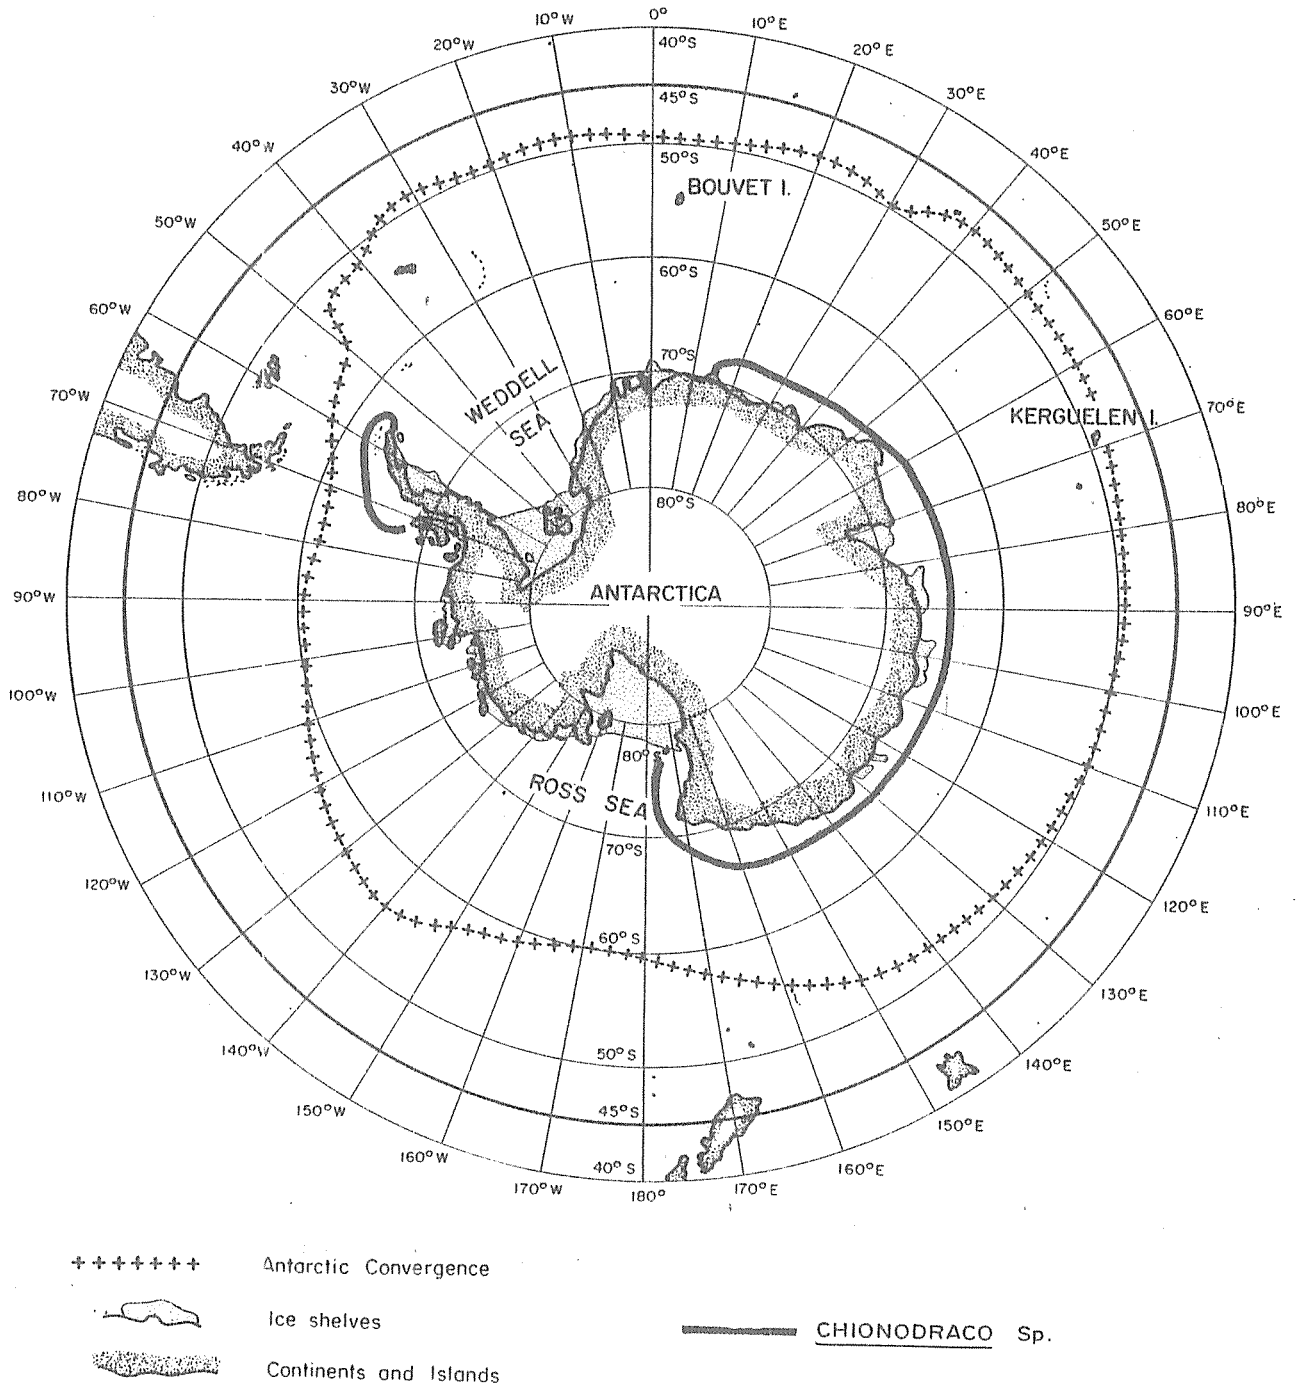 0°
10°W
10°E
20°W
40°S
20°E
30°W
45°S
30°E
40°W
50°S
40°E
BOUVET I.
50°W
50°E
60°S
60°W
60°E
70°S
WEDDELL
SEA
70°W
KERGUELEN I.
70°E
80°W
80°S
80°E
ANTARCTICA
90°W
90°E
100°W
100°E
80°S
ROSS SEA
110°W
110°E
70°S
120°W
120°E
60°S
130°W
130°E
140°W
50°S
140°E
150°W
45°S
150°E
160°W
40°S
160°E
170°W
180°
170°E
Antarctic Convergence
Ice shelves
CHIONODRACO Sp.
Continents and Islands